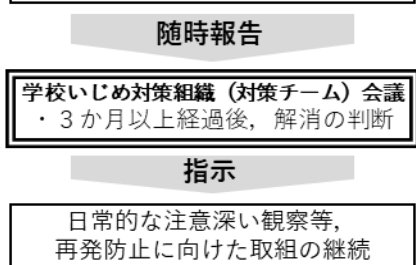 随時報告
学校いじめ対策組織（対策チーム）会議
・３か月以上経過後，解消の判断
指示
日常的な注意深い観察等，
再発防止に向けた取組の継続